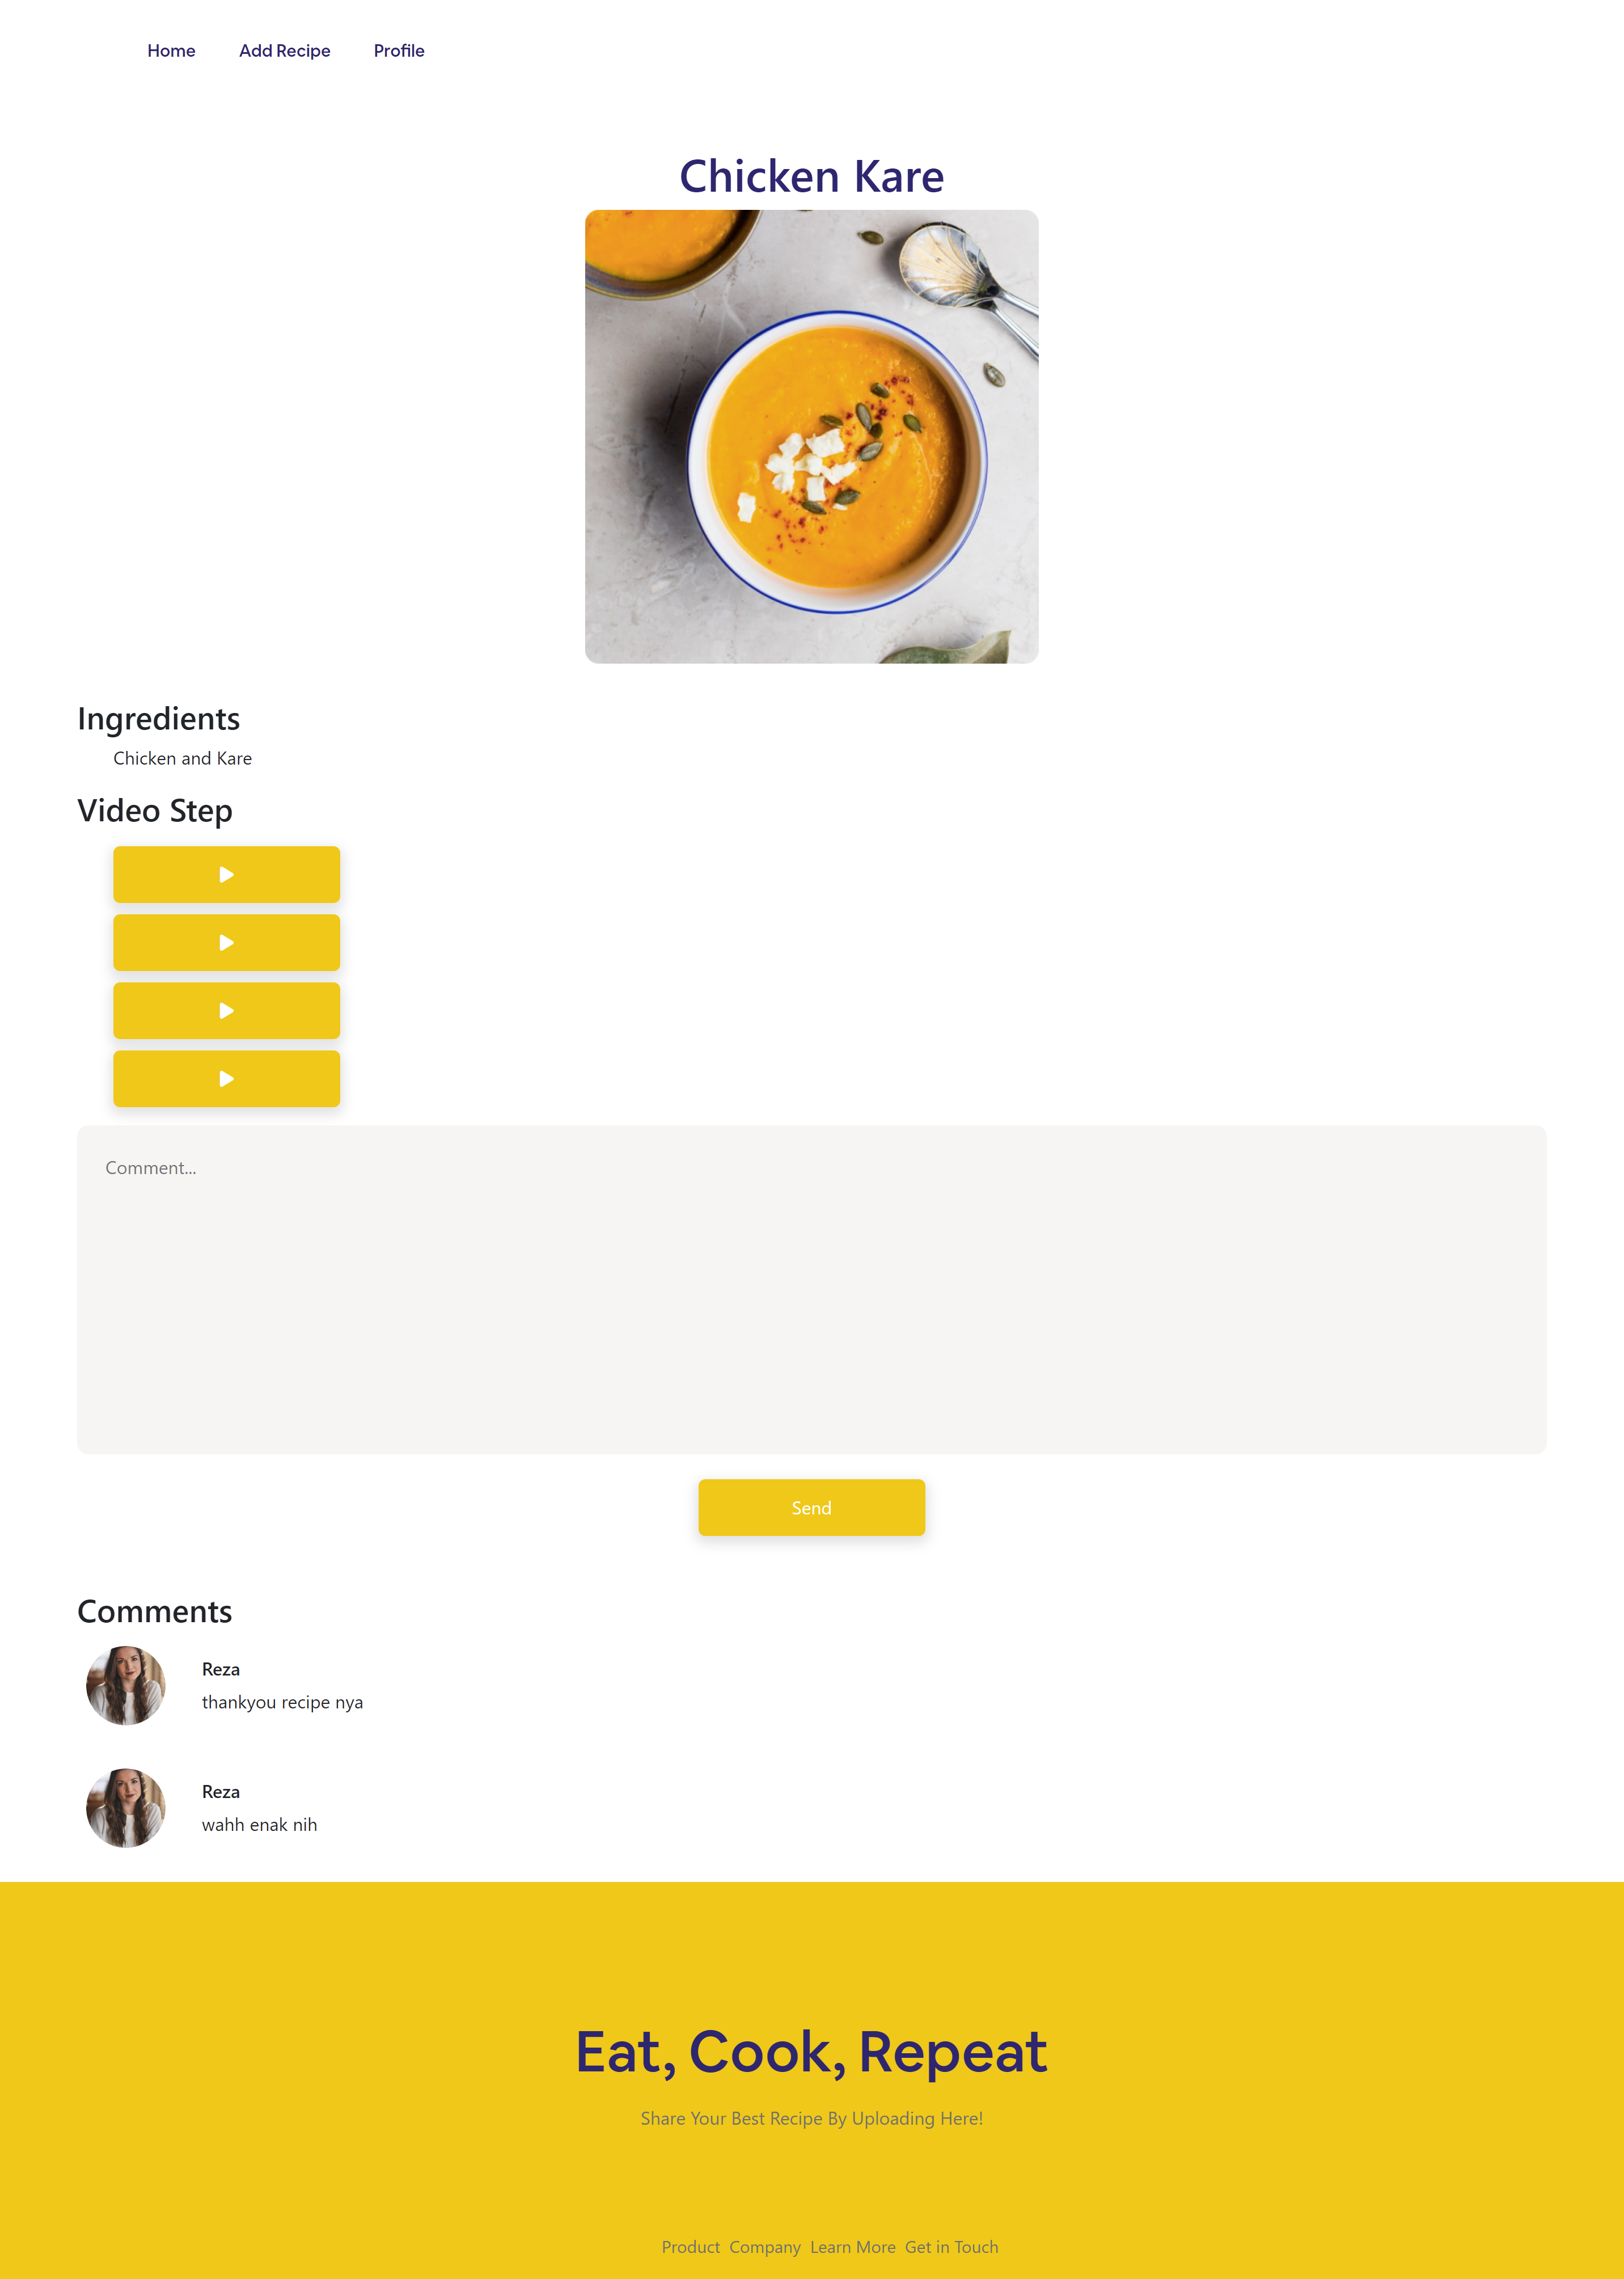 Home Add Recipe Profile
Chicken Kare
Ingredients
Chicken and Kare
Video Step
Comment...
Send
Comments
Reza
thankyou recipe nya
Reza
wahh enak nih
Eat, Cook, Repeat
Share Your Best Recipe By Uploading Here!
Product Company Learn More Get in Touch